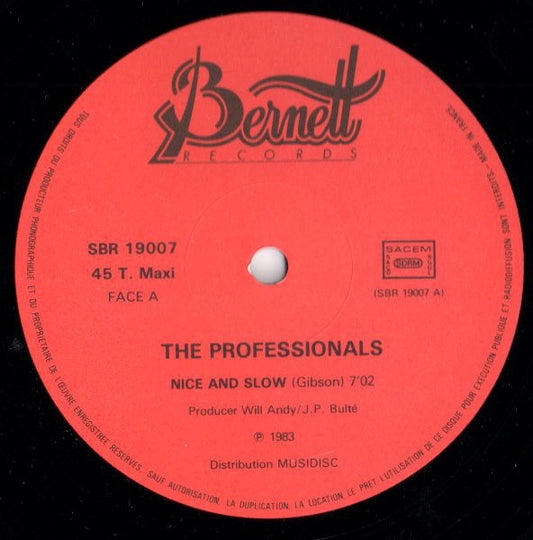 Bernett
RECORDS
SBR 19007
45 T. Maxi
FACE A
SACEM
SACD
SDRM
SGDL
(SBR 19007 A)
THE PROFESSIONALS
NICE AND SLOW (Gibson) 7'02
Producer Will Andy/J.P. Bulté
℗ 1983
Distribution MUSIDISC
TOUS DROITS DU PRODUCTEUR PHONOGRAPHIQUE ET DU PROPRIETAIRE DE L'ŒUVRE ENREGISTREE RESERVES. SAUF AUTORISATION, LA DUPLICATION, LA LOCATION, LE PRET, L'UTILISATION DE CE DISQUE POUR EXECUTION PUBLIQUE ET RADIODIFFUSION SONT INTERDITS. - MADE IN FRANCE